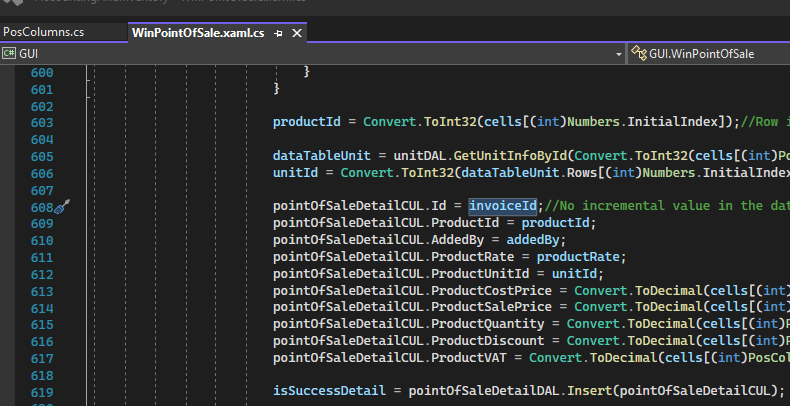 PosColumns.cs
WinPointOfSale.xaml.cs
GUI
GUI.WinPointOfSale
600 }
601 }
602
603 productId = Convert.ToInt32(cells[(int)Numbers.InitialIndex]);//Row i
604
605 dataTableUnit = unitDAL.GetUnitInfoById(Convert.ToInt32(cells[(int)Po
606 unitId = Convert.ToInt32(dataTableUnit.Rows[(int)Numbers.InitialIndex
607
608 pointOfSaleDetailCUL.Id = invoiceId;//No incremental value in the dat
609 pointOfSaleDetailCUL.ProductId = productId;
610 pointOfSaleDetailCUL.AddedBy = addedBy;
611 pointOfSaleDetailCUL.ProductRate = productRate;
612 pointOfSaleDetailCUL.ProductUnitId = unitId;
613 pointOfSaleDetailCUL.ProductCostPrice = Convert.ToDecimal(cells[(int)
614 pointOfSaleDetailCUL.ProductSalePrice = Convert.ToDecimal(cells[(int)
615 pointOfSaleDetailCUL.ProductQuantity = Convert.ToDecimal(cells[(int)P
616 pointOfSaleDetailCUL.ProductDiscount = Convert.ToDecimal(cells[(int)P
617 pointOfSaleDetailCUL.ProductVAT = Convert.ToDecimal(cells[(int)PosCol
618
619 isSuccessDetail = pointOfSaleDetailDAL.Insert(pointOfSaleDetailCUL);